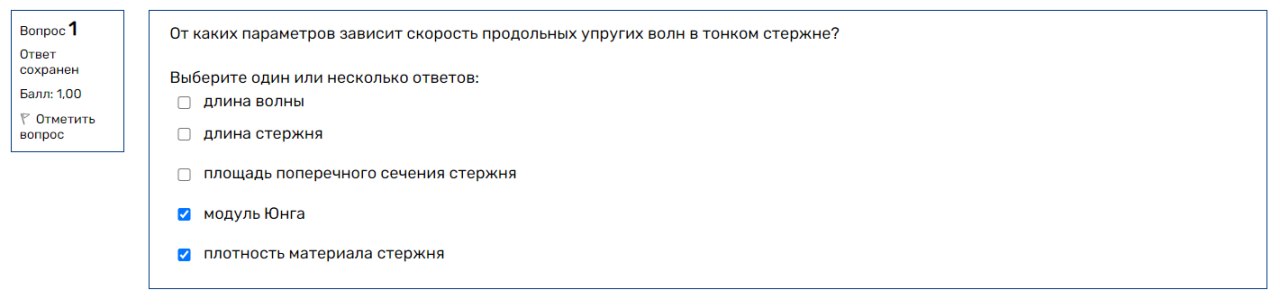 Вопрос 1
Ответ
сохранен
Балл: 1,00
Отметить
вопрос
От каких параметров зависит скорость продольных упругих волн в тонком стержне?
Выберите один или несколько ответов:
длина волны
длина стержня
площадь поперечного сечения стержня
модуль Юнга
плотность материала стержня